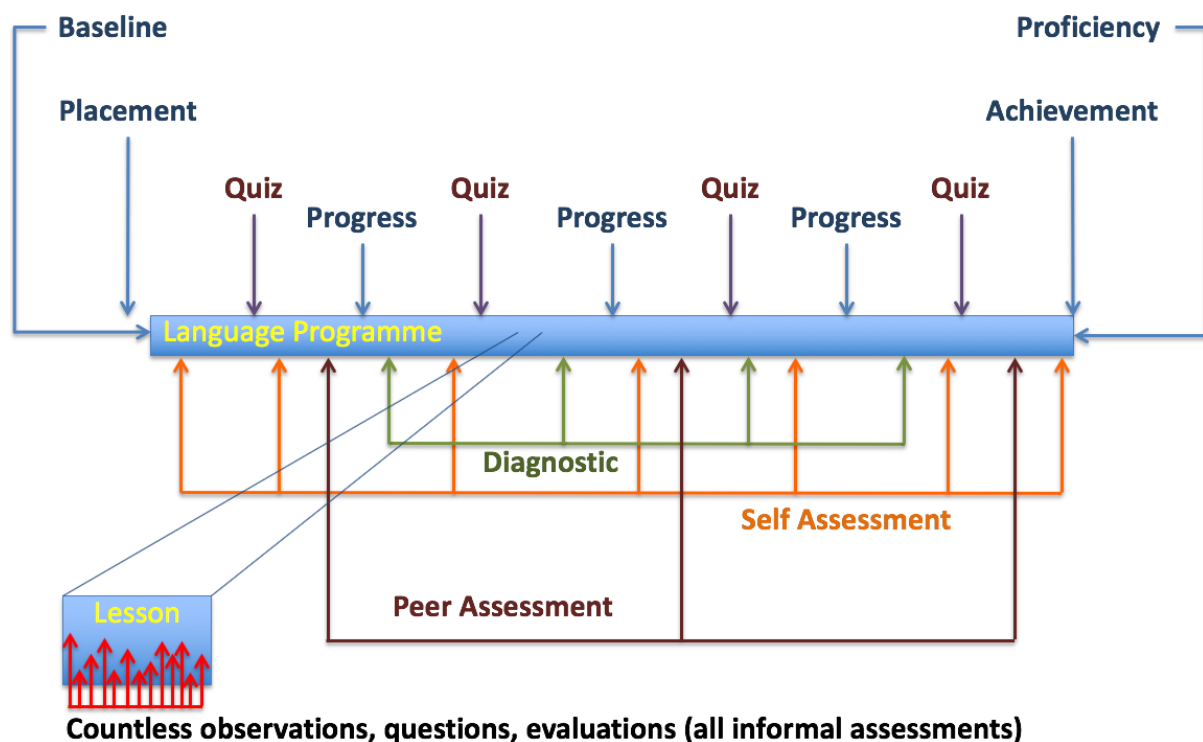 Baseline
Proficiency
Placement
Achievement
Quiz
Quiz
Quiz
Quiz
Progress
Progress
Progress
Language Programme
Diagnostic
Self Assessment
Peer Assessment
Lesson
Countless observations, questions, evaluations (all informal assessments)